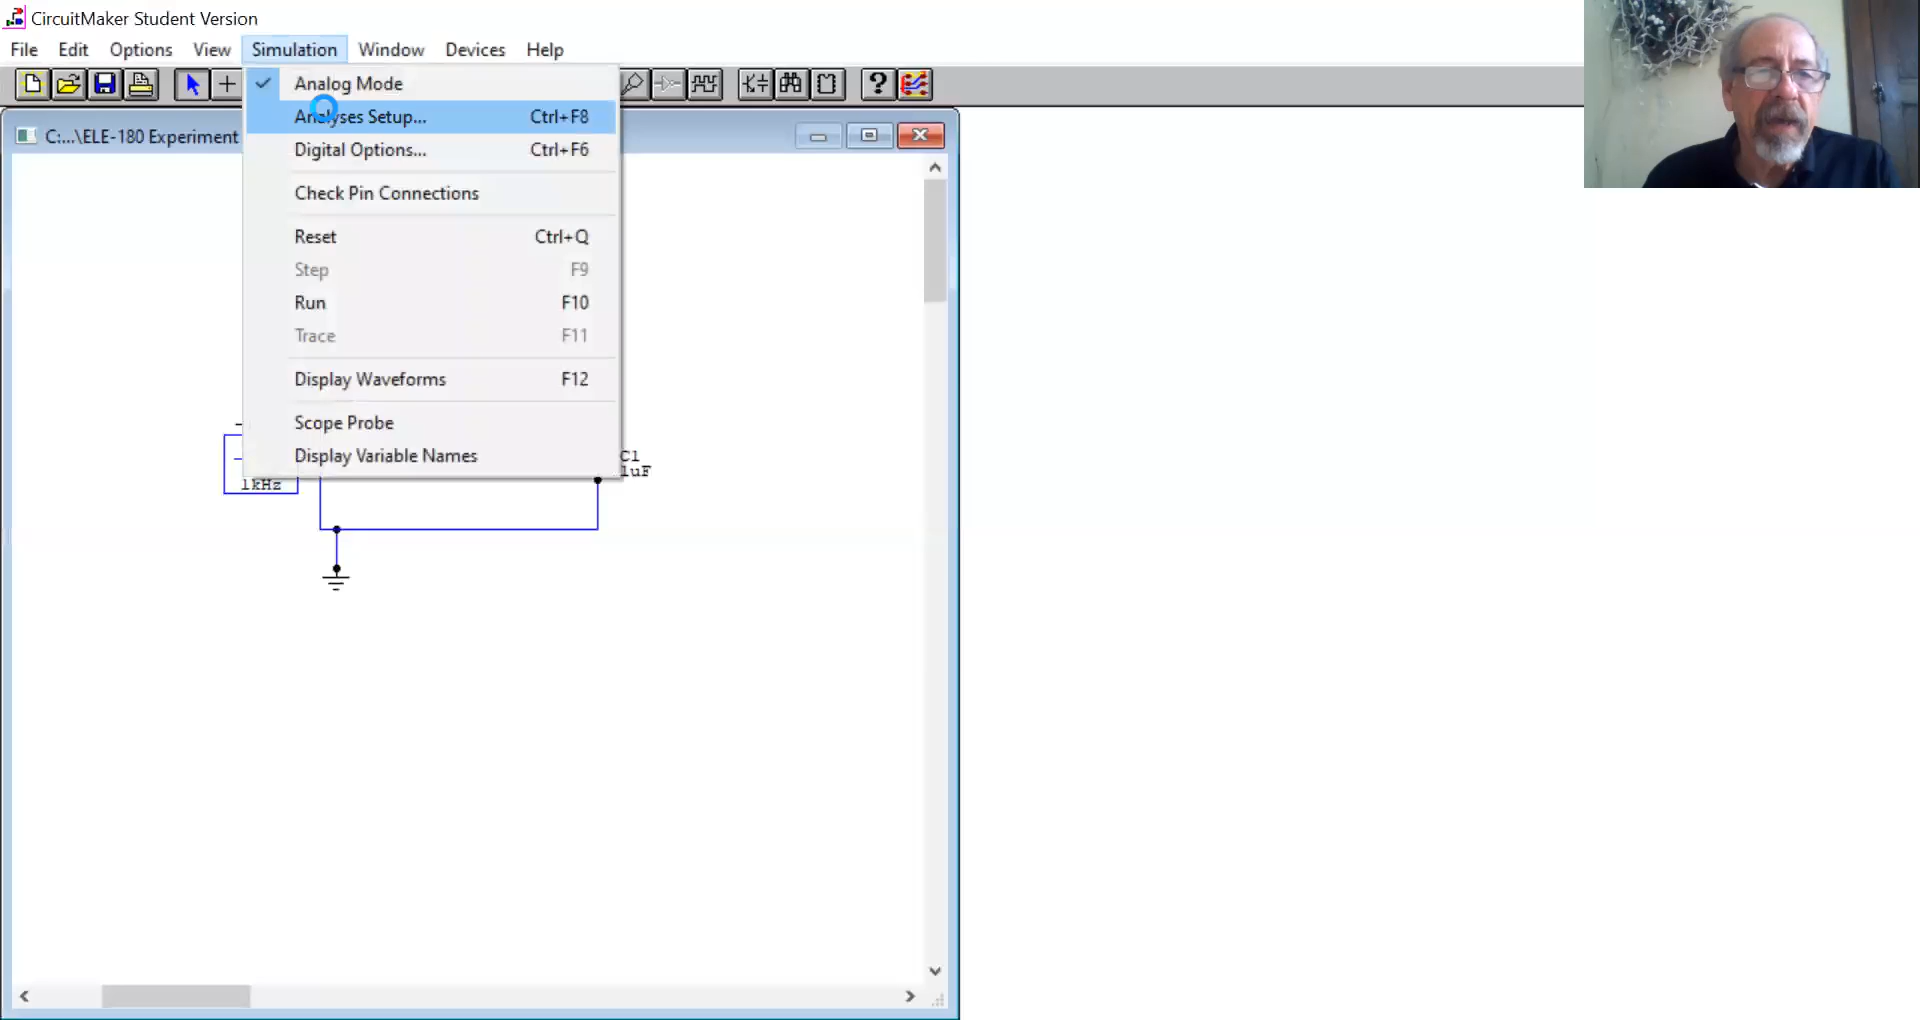 CircuitMaker Student Version
File Edit Options View Simulation Window Devices Help
Analog Mode
C:...\ELE-180 Experiment
Analyses Setup... Ctrl+F8
Digital Options... Ctrl+F6
Check Pin Connections
Reset Ctrl+Q
Step F9
Run F10
Trace F11
Display Waveforms F12
Scope Probe
Display Variable Names
C1
1uF
1kHz